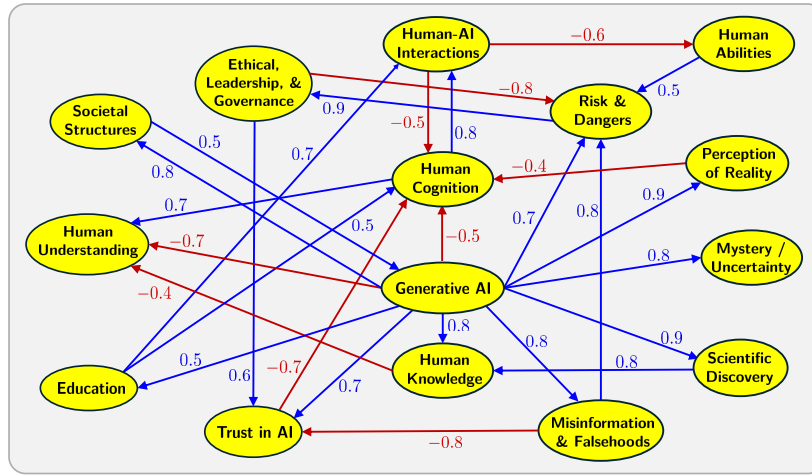 Human-AI
Interactions
−0.6
Human
Abilities
Ethical,
Leadership, &
Governance
−0.8
0.9
0.5
Risk &
Dangers
Societal
Structures
0.5
0.8
0.7
−0.5
0.8
Human
Cognition
−0.4
Perception
of Reality
0.7
0.5
0.7
0.8
0.9
Human
Understanding
−0.7
−0.5
Mystery /
Uncertainty
0.8
−0.4
Generative AI
0.8
0.8
0.9
0.5
−0.7
0.7
0.6
Human
Knowledge
0.8
Scientific
Discovery
Education
Trust in AI
−0.8
Misinformation
& Falsehoods